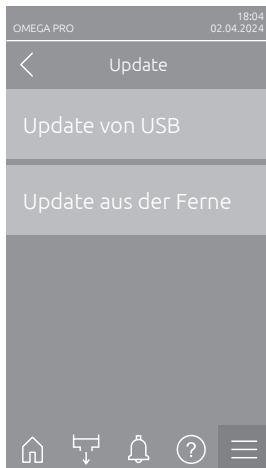 18:04
OMEGA PRO 02.04.2024
Update
Update von USB
Update aus der Ferne
?